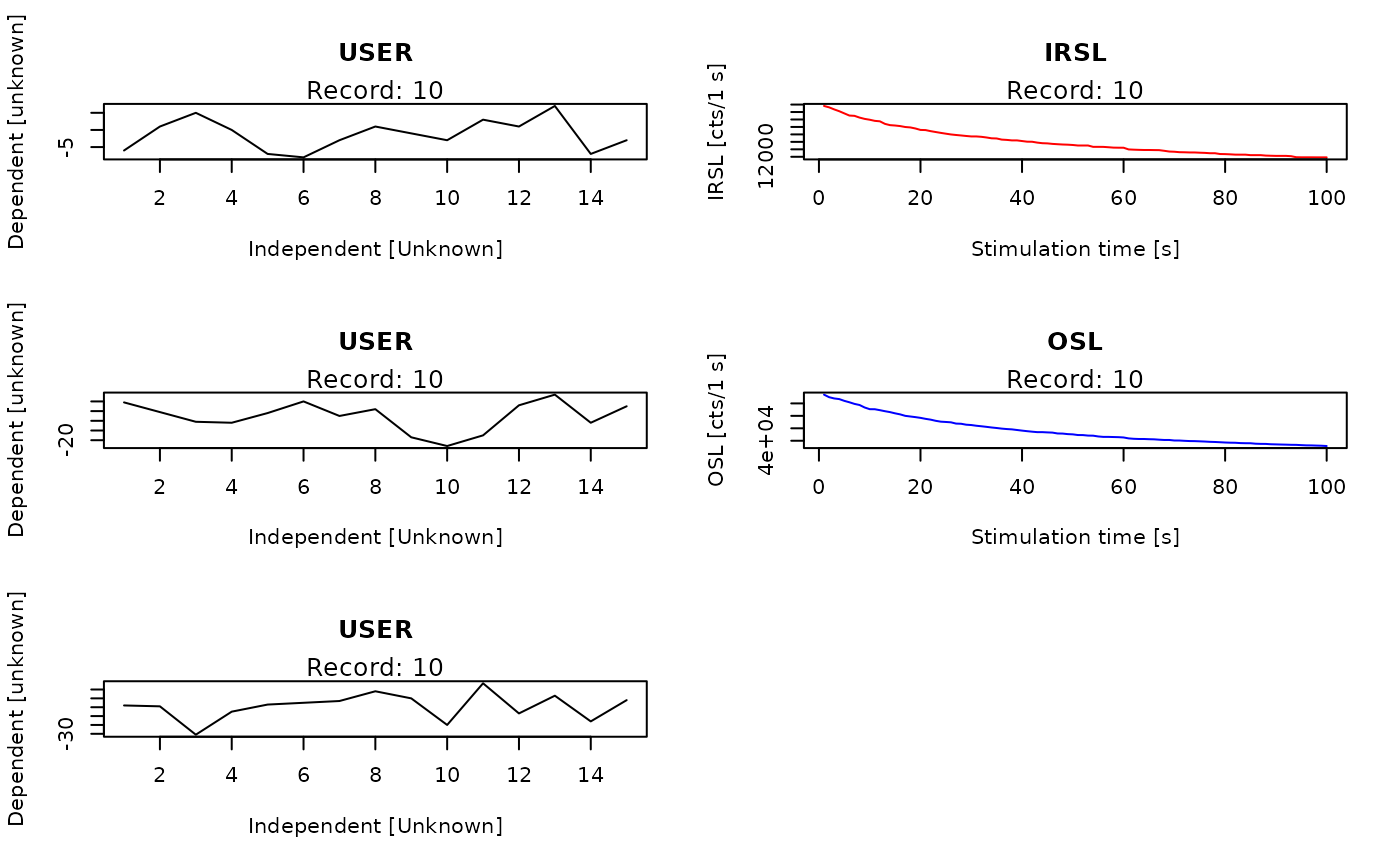 USER
Record: 10
Dependent [unknown]
-5
2 4 6 8 10 12 14
Independent [Unknown]
IRSL
Record: 10
IRSL [cts/1 s]
12000
0 20 40 60 80 100
Stimulation time [s]
USER
Record: 10
Dependent [unknown]
-20
2 4 6 8 10 12 14
Independent [Unknown]
OSL
Record: 10
OSL [cts/1 s]
4e+04
0 20 40 60 80 100
Stimulation time [s]
USER
Record: 10
Dependent [unknown]
-30
2 4 6 8 10 12 14
Independent [Unknown]